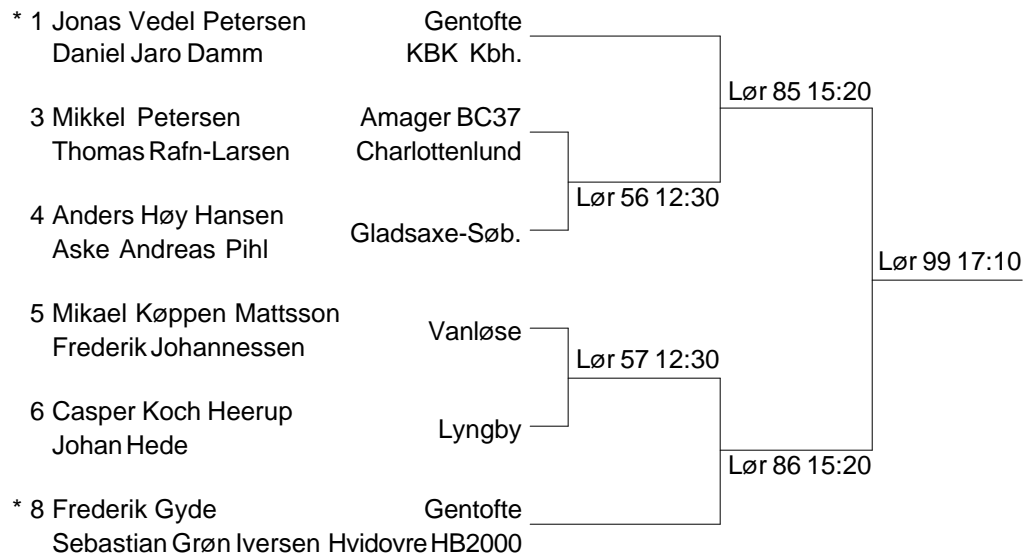 * 1 Jonas Vedel Petersen Gentofte
Daniel Jaro Damm KBK Kbh.
Lør 85 15:20
3 Mikkel Petersen Amager BC37
Thomas Rafn-Larsen Charlottenlund
Lør 56 12:30
4 Anders Høy Hansen
Aske Andreas Pihl Gladsaxe-Søb.
Lør 99 17:10
5 Mikael Køppen Mattsson
Frederik Johannessen Vanløse
Lør 57 12:30
6 Casper Koch Heerup
Johan Hede Lyngby
Lør 86 15:20
* 8 Frederik Gyde Gentofte
Sebastian Grøn Iversen Hvidovre HB2000